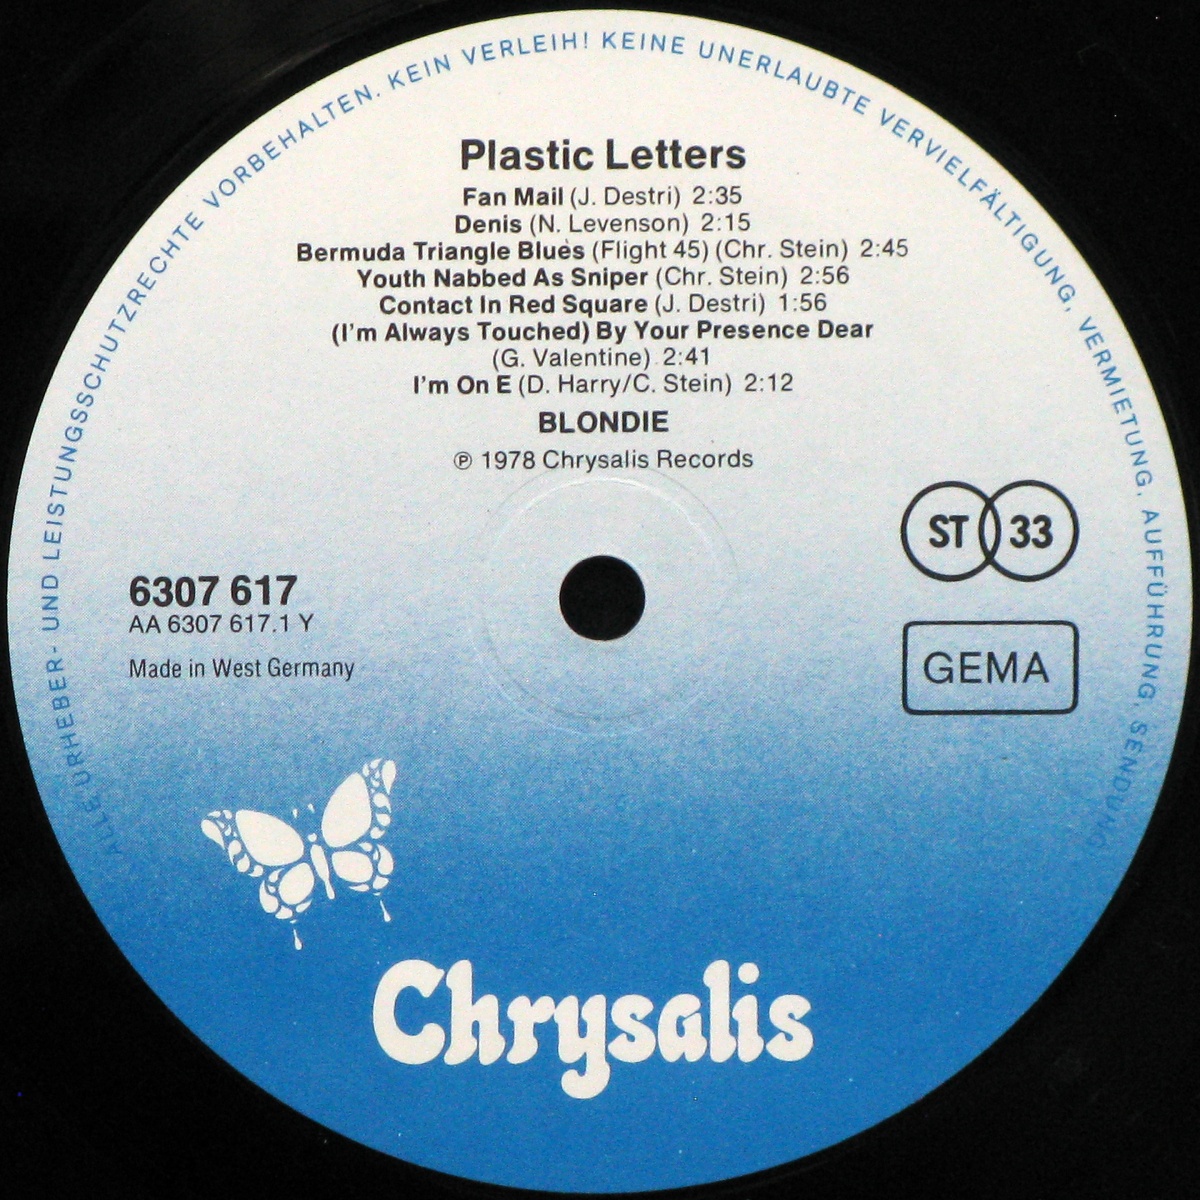 ALLE URHEBER- UND LEISTUNGSSCHUTZRECHTE VORBEHALTEN. KEIN VERLEIH! KEINE UNERLAUBTE VERVIELFÄLTIGUNG, VERMIETUNG, AUFFÜHRUNG, SENDUNG
Plastic Letters
Fan Mail (J. Destri) 2:35
Denis (N. Levenson) 2:15
Bermuda Triangle Blues (Flight 45) (Chr. Stein) 2:45
Youth Nabbed As Sniper (Chr. Stein) 2:56
Contact In Red Square (J. Destri) 1:56
(I'm Always Touched) By Your Presence Dear
(G. Valentine) 2:41
I'm On E (D. Harry/C. Stein) 2:12
BLONDIE
℗ 1978 Chrysalis Records
ST 33
6307 617
AA 6307 617.1 Y
Made in West Germany
GEMA
Chrysalis